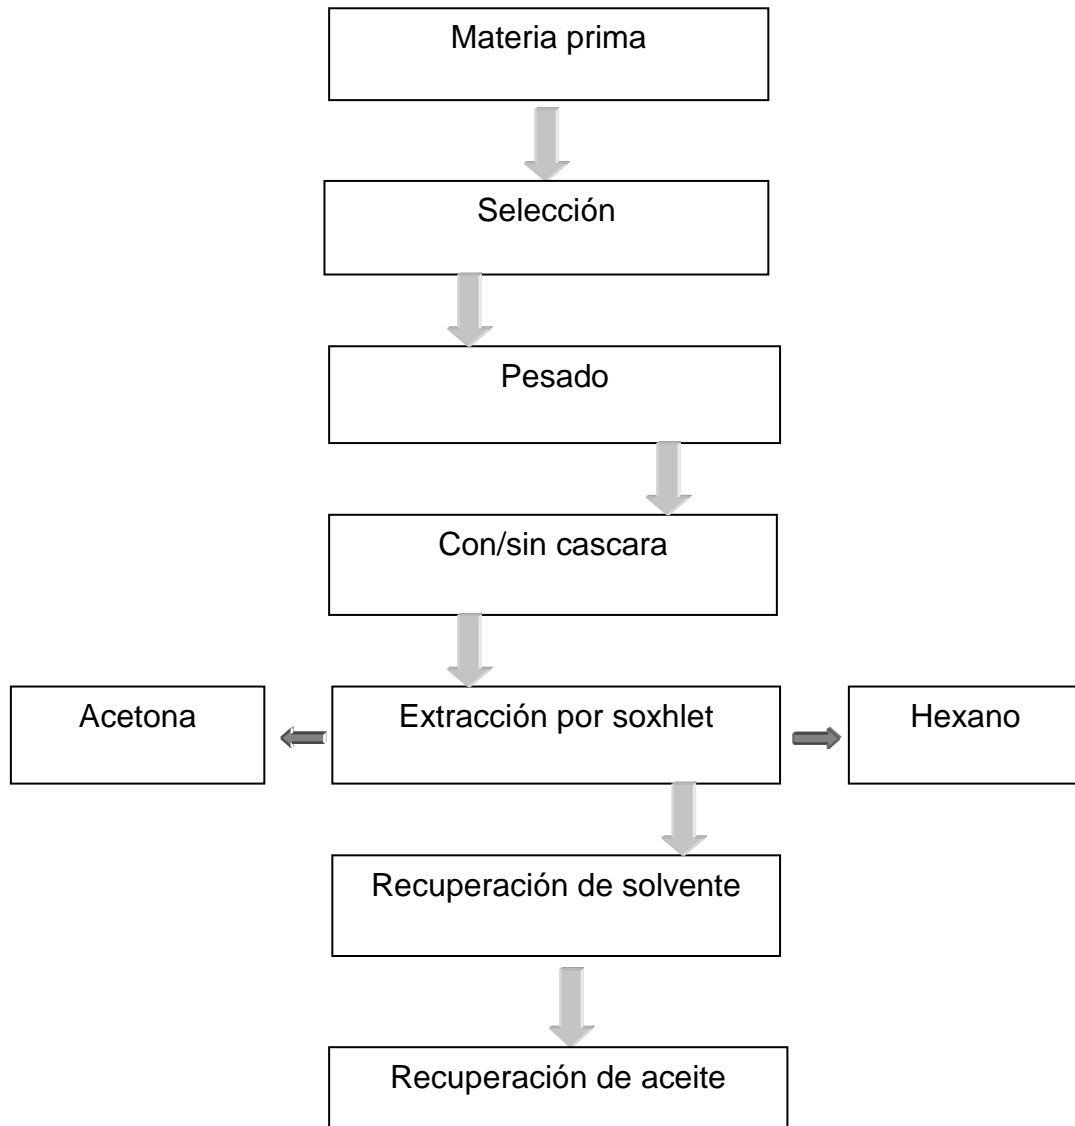 Materia prima
Selección
Pesado
Con/sin cascara
Acetona
Extracción por soxhlet
Hexano
Recuperación de solvente
Recuperación de aceite